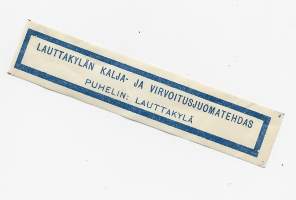 LAUTTAKYLÄN KALJA- JA VIRVOITUSJUOMATEHDAS
PUHELIN: LAUTTAKYLÄ